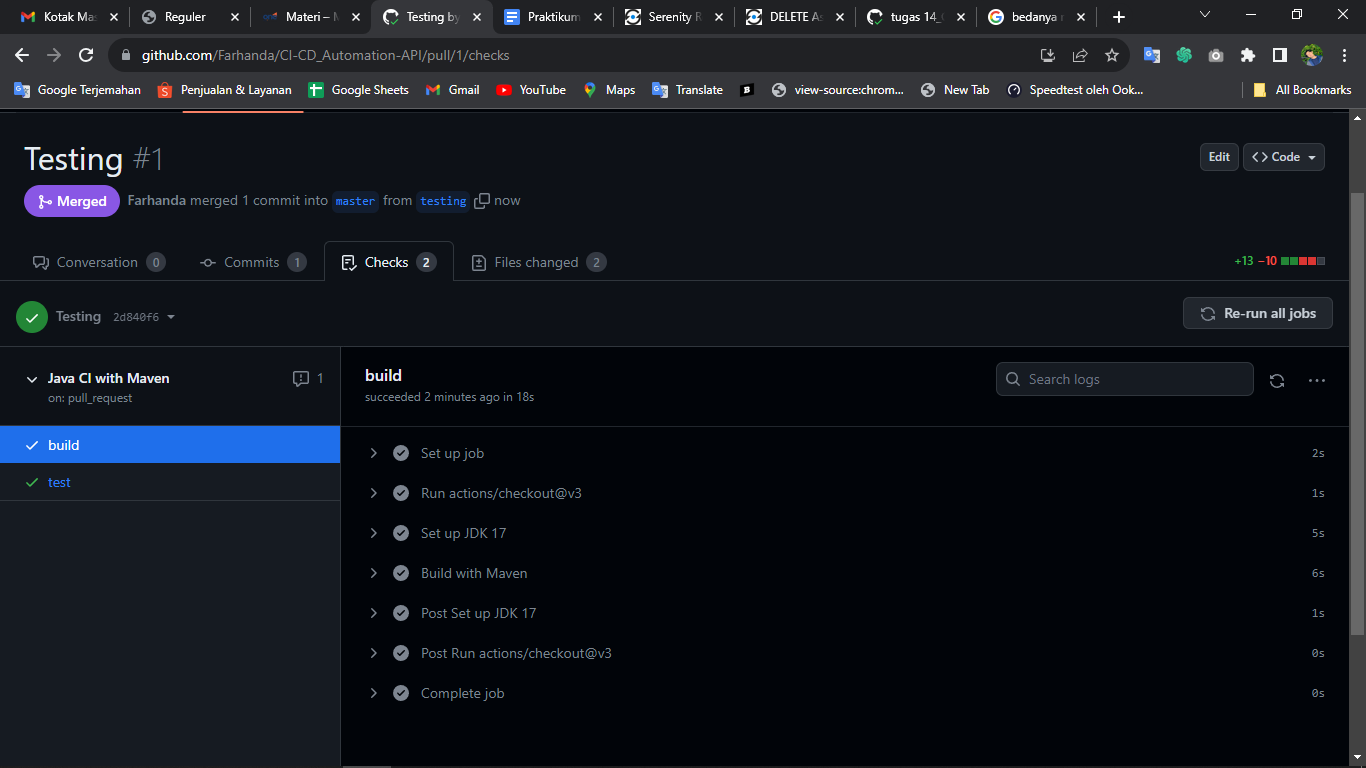 Kotak Ma
Reguler
Materi – M
Testing by
Praktikum
Serenity R
DELETE As
tugas 14_
bedanya
github.com/Farhanda/CI-CD_Automation-API/pull/1/checks
Google Terjemahan
Penjualan & Layanan
Google Sheets
Gmail
YouTube
Maps
Translate
view-source:chrom...
New Tab
Speedtest oleh Ook...
All Bookmarks
Testing #1
Edit
<> Code
Merged
Farhanda merged 1 commit into master from testing now
Conversation 0
Commits 1
Checks 2
Files changed 2
+13 −10
Testing 2d840f6
Re-run all jobs
Java CI with Maven 1
on: pull_request
build
test
build
succeeded 2 minutes ago in 18s
Search logs
Set up job 2s
Run actions/checkout@v3 1s
Set up JDK 17 5s
Build with Maven 6s
Post Set up JDK 17 1s
Post Run actions/checkout@v3 0s
Complete job 0s